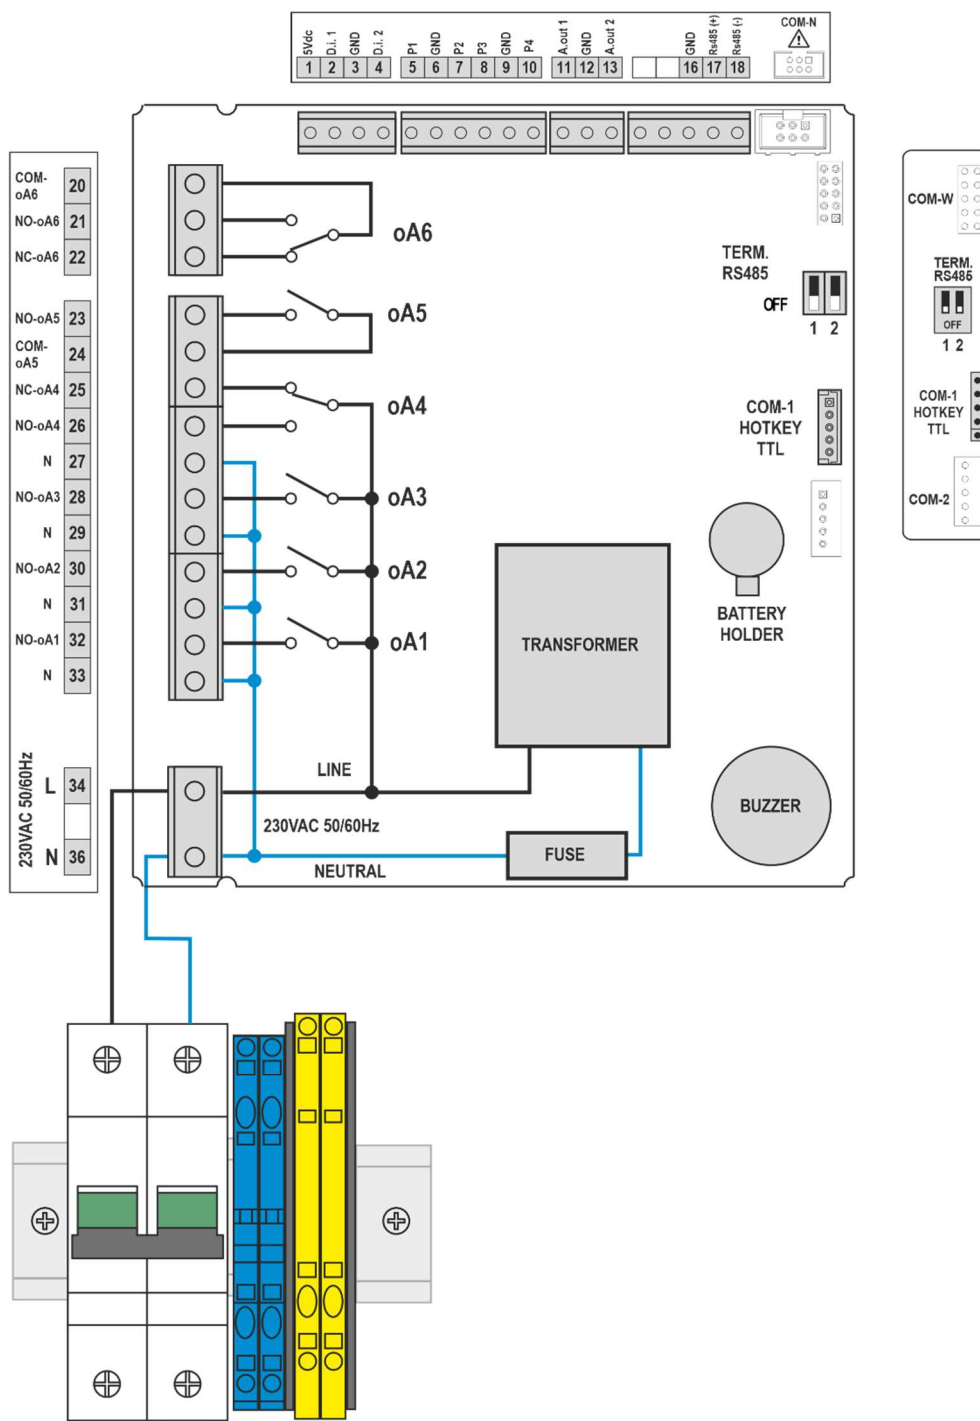 5Vdc D.i. 1 GND D.i. 2 P1 GND P2 P3 GND P4 A.out 1 GND A.out 2 GND Rs485 (+) Rs485 (-) COM-N
1 2 3 4 5 6 7 8 9 10 11 12 13 16 17 18
COM-
oA6 20
NO-oA6 21
NC-oA6 22
NO-oA5 23
COM-
oA5 24
NC-oA4 25
NO-oA4 26
N 27
NO-oA3 28
N 29
NO-oA2 30
N 31
NO-oA1 32
N 33
230VAC 50/60Hz
L 34
N 36
oA6
oA5
oA4
oA3
oA2
oA1
LINE
230VAC 50/60Hz
NEUTRAL
TRANSFORMER
FUSE
TERM.
RS485
OFF
1 2
COM-1
HOTKEY
TTL
BATTERY
HOLDER
BUZZER
COM-W
TERM.
RS485
OFF
1 2
COM-1
HOTKEY
TTL
COM-2